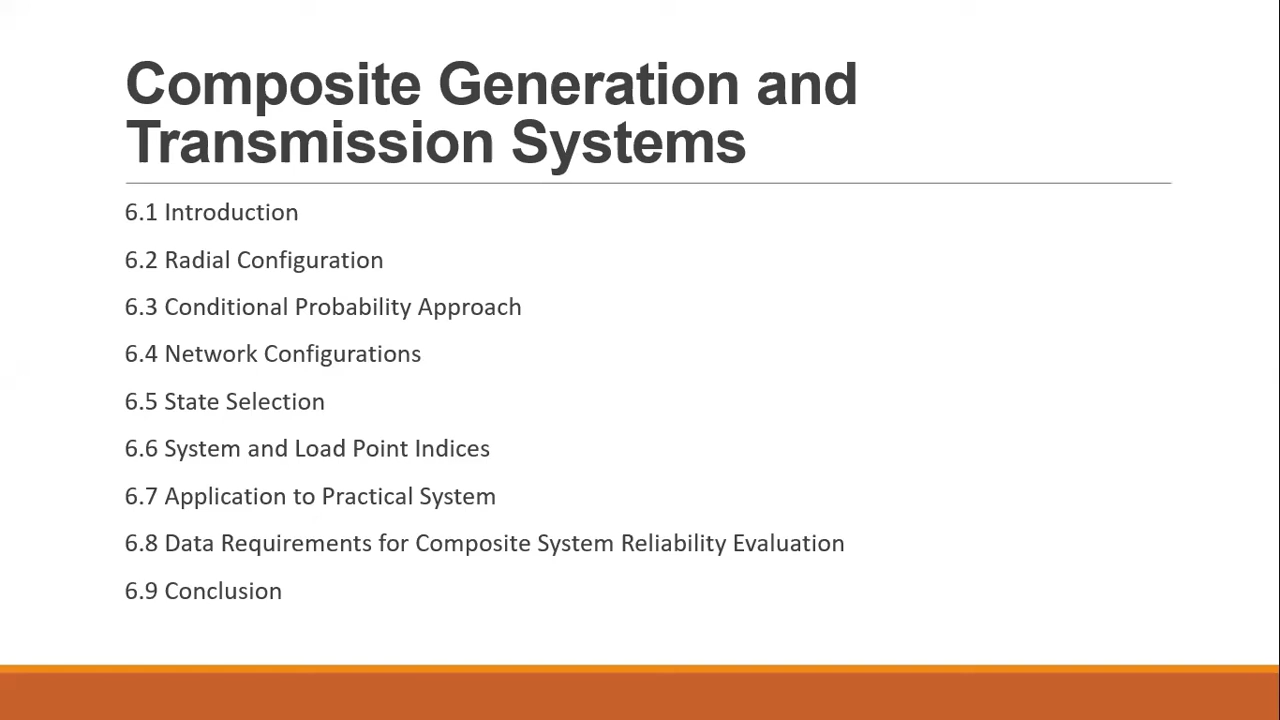 Composite Generation and
Transmission Systems
6.1 Introduction
6.2 Radial Configuration
6.3 Conditional Probability Approach
6.4 Network Configurations
6.5 State Selection
6.6 System and Load Point Indices
6.7 Application to Practical System
6.8 Data Requirements for Composite System Reliability Evaluation
6.9 Conclusion